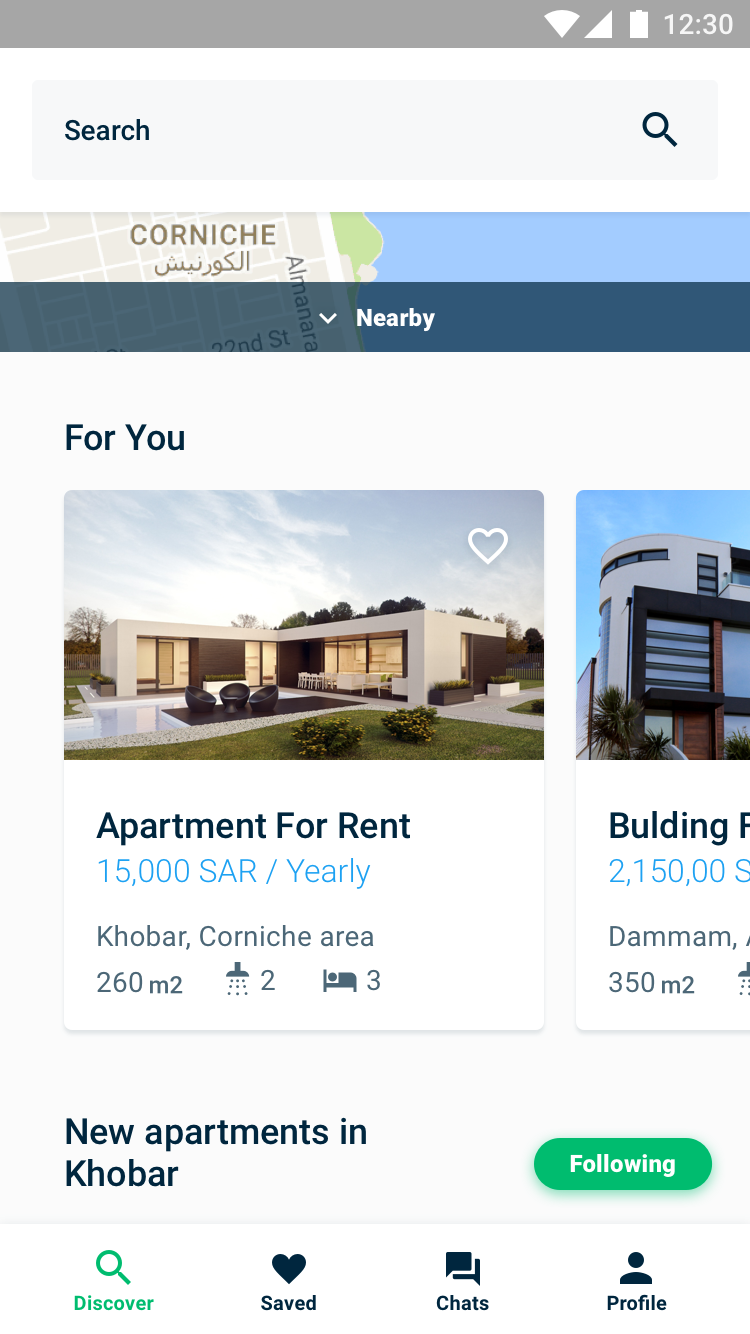 12:30
Search
CORNICHE
الكورنيش
Almanara
22nd St
Nearby
For You
Apartment For Rent
15,000 SAR / Yearly
Khobar, Corniche area
260 m2 2 3
Bulding F
2,150,00 S
Dammam, A
350 m2
New apartments in
Khobar
Following
Discover
Saved
Chats
Profile